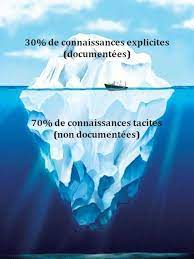 30% de connaissances explicites
(documentées)
70% de connaissances tacites
(non documentées)